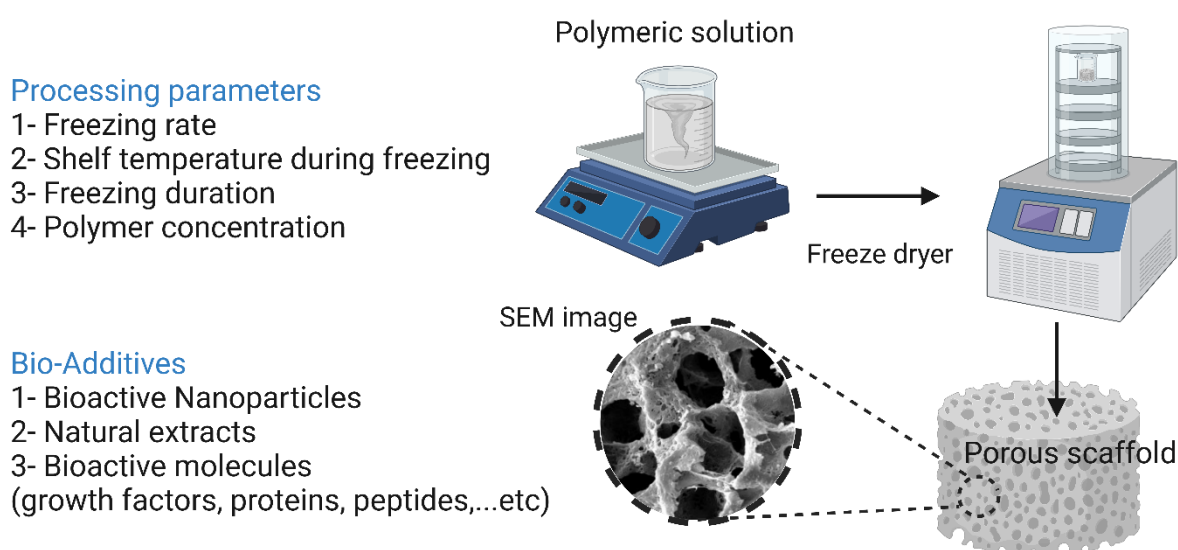 Polymeric solution
Processing parameters
1- Freezing rate
2- Shelf temperature during freezing
3- Freezing duration
4- Polymer concentration
Freeze dryer
SEM image
Bio-Additives
1- Bioactive Nanoparticles
2- Natural extracts
3- Bioactive molecules
(growth factors, proteins, peptides,...etc)
Porous scaffold